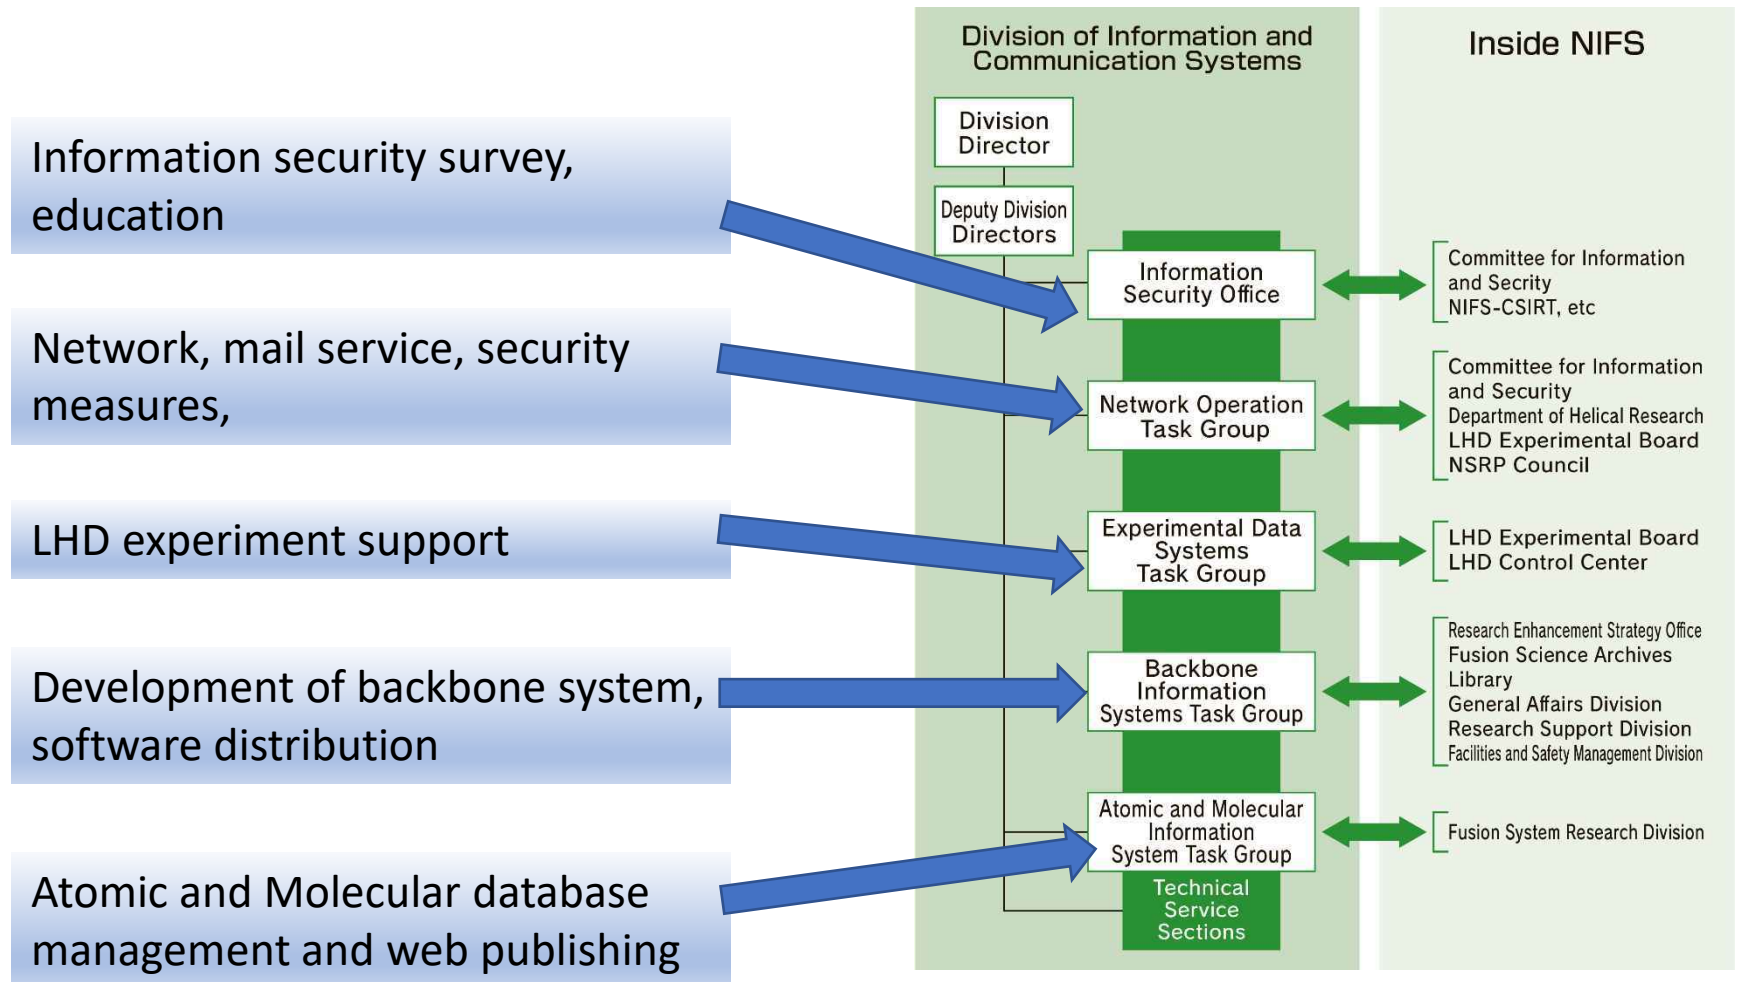 Information security survey,
education
Network, mail service, security
measures,
LHD experiment support
Development of backbone system,
software distribution
Atomic and Molecular database
management and web publishing
Division of Information and
Communication Systems
Division
Director
Deputy Division
Directors
Information
Security Office
Network Operation
Task Group
Experimental Data
Systems
Task Group
Backbone
Information
Systems Task Group
Atomic and Molecular
Information
System Task Group
Technical
Service
Sections
Inside NIFS
Committee for Information
and Secrity
NIFS-CSIRT, etc
Committee for Information
and Security
Department of Helical Research
LHD Experimental Board
NSRP Council
LHD Experimental Board
LHD Control Center
Research Enhancement Strategy Office
Fusion Science Archives
Library
General Affairs Division
Research Support Division
Facilities and Safety Management Division
Fusion System Research Division